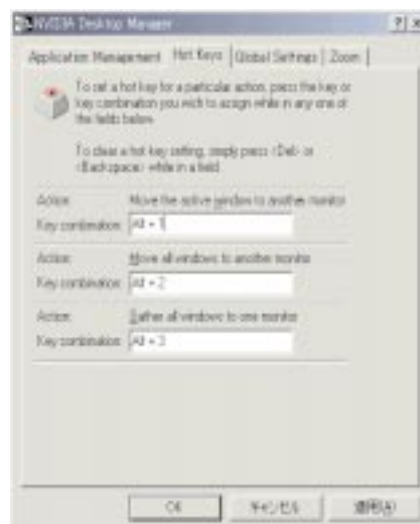 NVIDIA Desktop Manager
Application Management
Hot Keys
Global Settings
Zoom
To set a hot key for a particular action, press the key or
key combination you wish to assign while in any one of
the fields below.
To clear a hot key setting, simply press <Del> or
<Backspace> while in a field.
Action: Move the active window to another monitor
Key combination: Alt + 1
Action: Move all windows to another monitor
Key combination: Alt + 2
Action: Gather all windows to one monitor
Key combination: Alt + 3
OK
キャンセル
適用(A)